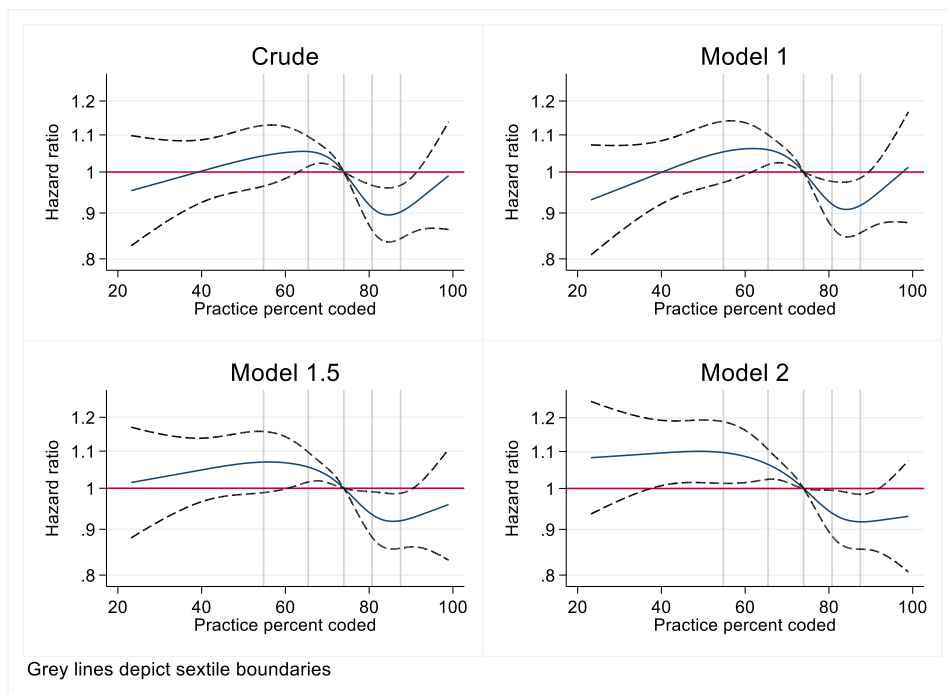 Crude
Model 1
Hazard ratio
1.2
1.1
1
.9
.8
20 40 60 80 100
Practice percent coded
Hazard ratio
1.2
1.1
1
.9
.8
20 40 60 80 100
Practice percent coded
Model 1.5
Model 2
Hazard ratio
1.2
1.1
1
.9
.8
20 40 60 80 100
Practice percent coded
Hazard ratio
1.2
1.1
1
.9
.8
20 40 60 80 100
Practice percent coded
Grey lines depict sextile boundaries